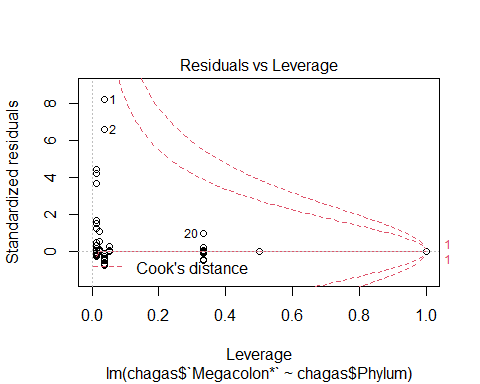 Residuals vs Leverage
Standardized residuals
8
6
4
2
0
1
2
20
1
1
Cook's distance
0.0 0.2 0.4 0.6 0.8 1.0
Leverage
lm(chagas$`Megacolon*` ~ chagas$Phylum)